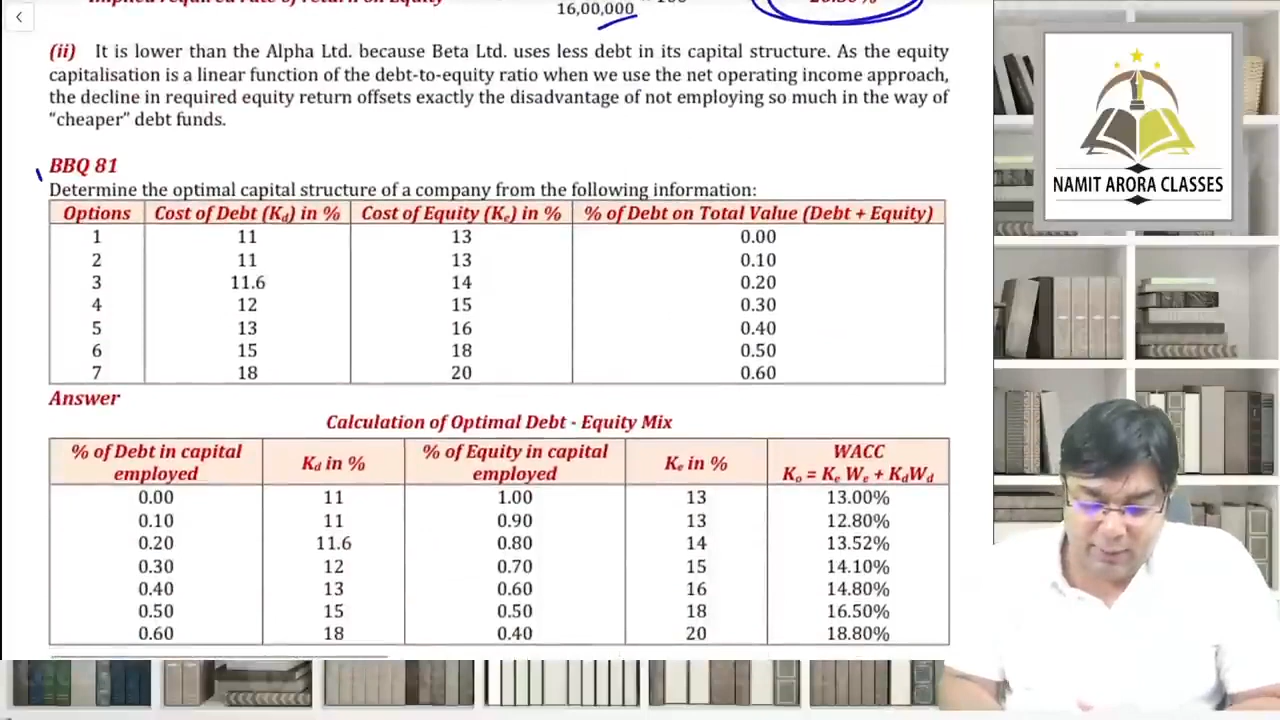 16,00,000
(ii) It is lower than the Alpha Ltd. because Beta Ltd. uses less debt in its capital structure. As the equity
capitalisation is a linear function of the debt-to-equity ratio when we use the net operating income approach,
the decline in required equity return offsets exactly the disadvantage of not employing so much in the way of
“cheaper” debt funds.
BBQ 81
Determine the optimal capital structure of a company from the following information:
Options Cost of Debt (Kd) in % Cost of Equity (Ke) in % % of Debt on Total Value (Debt + Equity)
1 11 13 0.00
2 11 13 0.10
3 11.6 14 0.20
4 12 15 0.30
5 13 16 0.40
6 15 18 0.50
7 18 20 0.60
Answer
Calculation of Optimal Debt - Equity Mix
% of Debt in capital employed Kd in % % of Equity in capital employed Ke in % WACC Ko = Ke We + KdWd
0.00 11 1.00 13 13.00%
0.10 11 0.90 13 12.80%
0.20 11.6 0.80 14 13.52%
0.30 12 0.70 15 14.10%
0.40 13 0.60 16 14.80%
0.50 15 0.50 18 16.50%
0.60 18 0.40 20 18.80%
NAMIT ARORA CLASSES